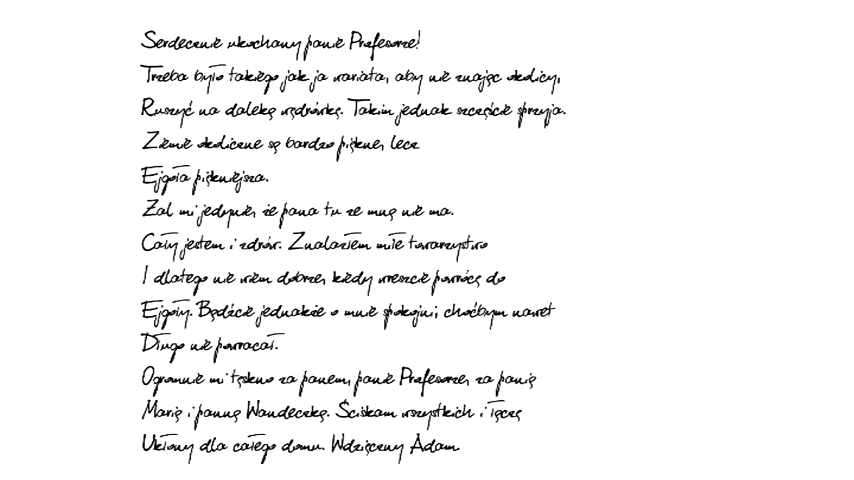 Serdecznie ukochany panie Profesorze!
Trzeba było takiego jak ja wariata, aby nie znając okolicy,
Ruszyć na daleką wędrówkę. Takim jednak szczęście sprzyja.
Ziemie okoliczne są bardzo piękne, lecz
Ejgoła piękniejsza.
Żal mi jedynie, że pana tu ze mną nie ma.
Cały jestem i zdrów. Znalazłem miłe towarzystwo
I dlatego nie wiem dobrze, kiedy wreszcie powrócę do
Ejgoły. Bądźcie jednakże o mnie spokojni, choćbym nawet
Długo nie powracał.
Ogromnie mi tęskno za panem, panie Profesorze, za panią
Marią i panną Wandeczką. Ściskam wszystkich i łączę
Ukłony dla całego domu. Wdzięczny Adam